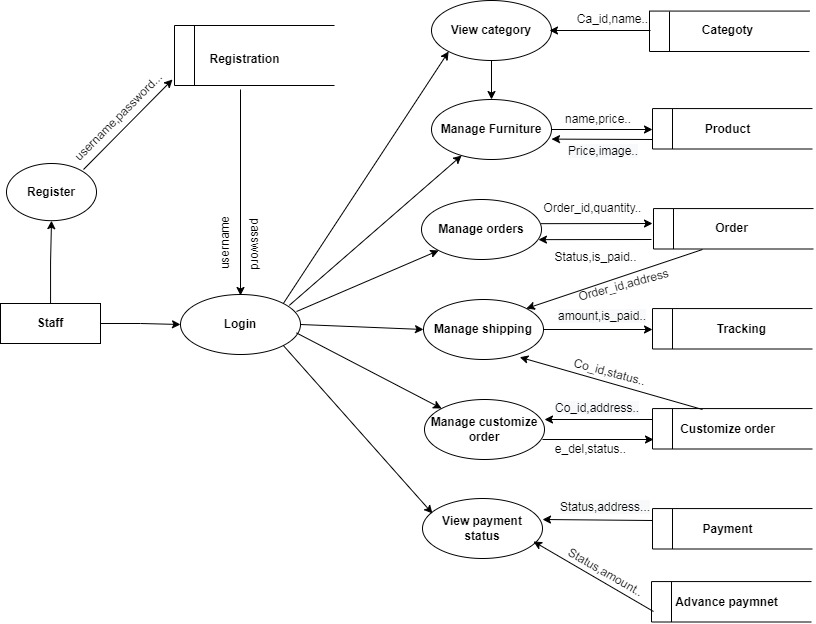 View category
Ca_id,name..
Categoty
Registration
username,password...
Manage Furniture
name,price..
Price,image..
Product
Register
username
password
Manage orders
Order_id,quantity..
Status,is_paid..
Order
Order_id,address
Staff
Login
Manage shipping
amount,is_paid..
Tracking
Co_id,status..
Manage customize
order
Co_id,address..
e_del,status..
Customize order
View payment
status
Status,address...
Payment
Status,amount..
Advance paymnet